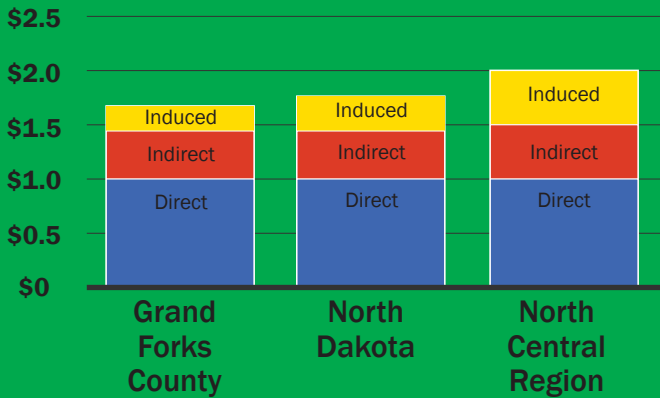 $2.5
$2.0
$1.5
$1.0
$0.5
$0
Induced
Indirect
Direct
Induced
Indirect
Direct
Induced
Indirect
Direct
Grand
Forks
County
North
Dakota
North
Central
Region